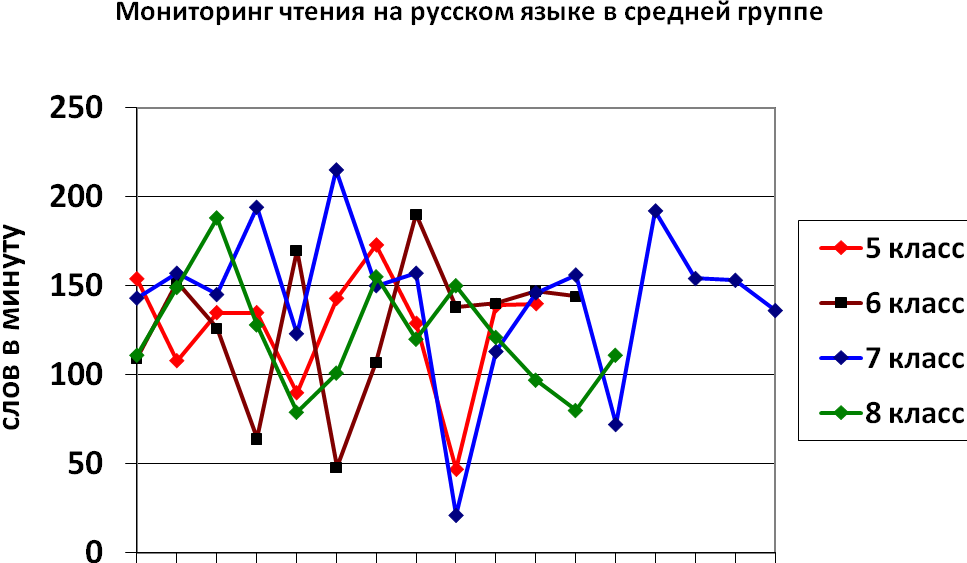 Мониторинг чтения на русском языке в средней группе
250
200
150
100
50
0
слов в минуту
5 класс
6 класс
7 класс
8 класс